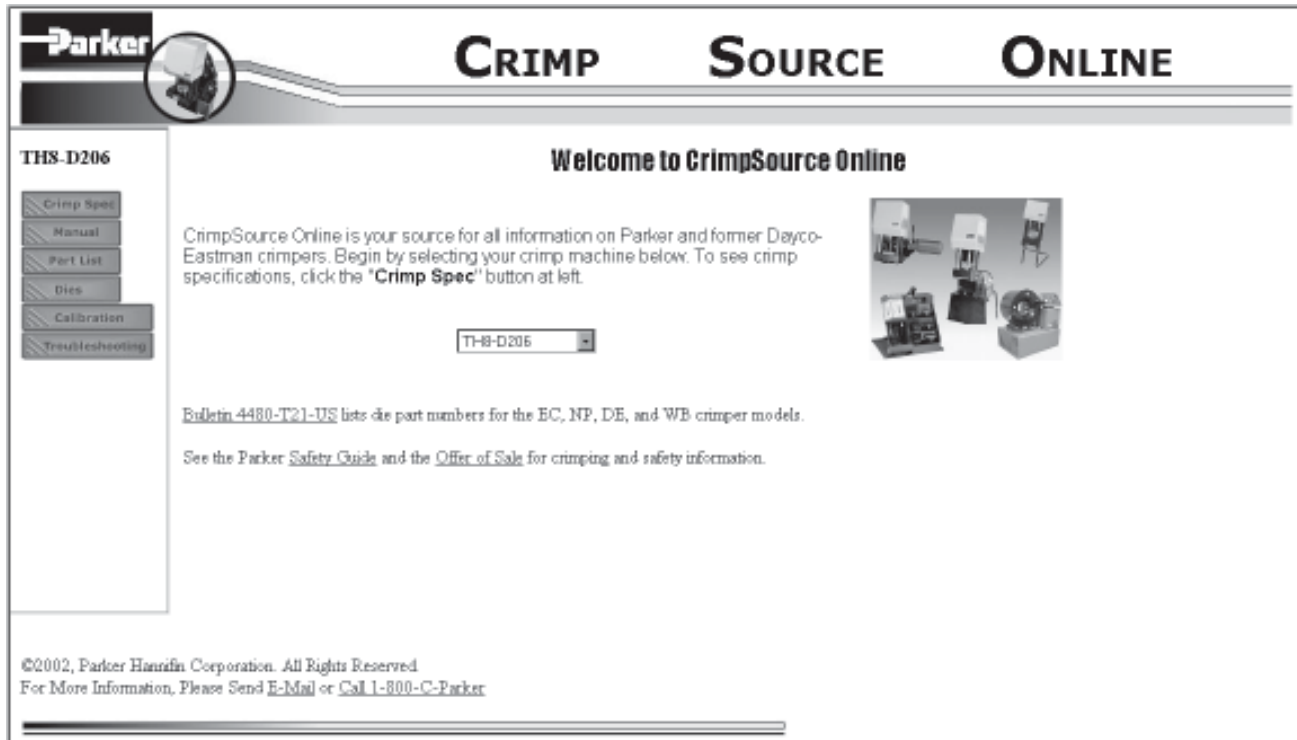 Parker
CRIMP SOURCE ONLINE
TH8-D206
Crimp Spec
Manual
Part List
Dies
Calibration
Troubleshooting
Welcome to CrimpSource Online
CrimpSource Online is your source for all information on Parker and former Dayco-
Eastman crimpers. Begin by selecting your crimp machine below. To see crimp
specifications, click the "Crimp Spec" button at left.
TH8-D206
Bulletin 4480-T21-US lists die part numbers for the EC, NP, DE, and WB crimper models.
See the Parker Safety Guide and the Offer of Sale for crimping and safety information.
©2002, Parker Hannifin Corporation. All Rights Reserved
For More Information, Please Send E-Mail or Call 1-800-C-Parker